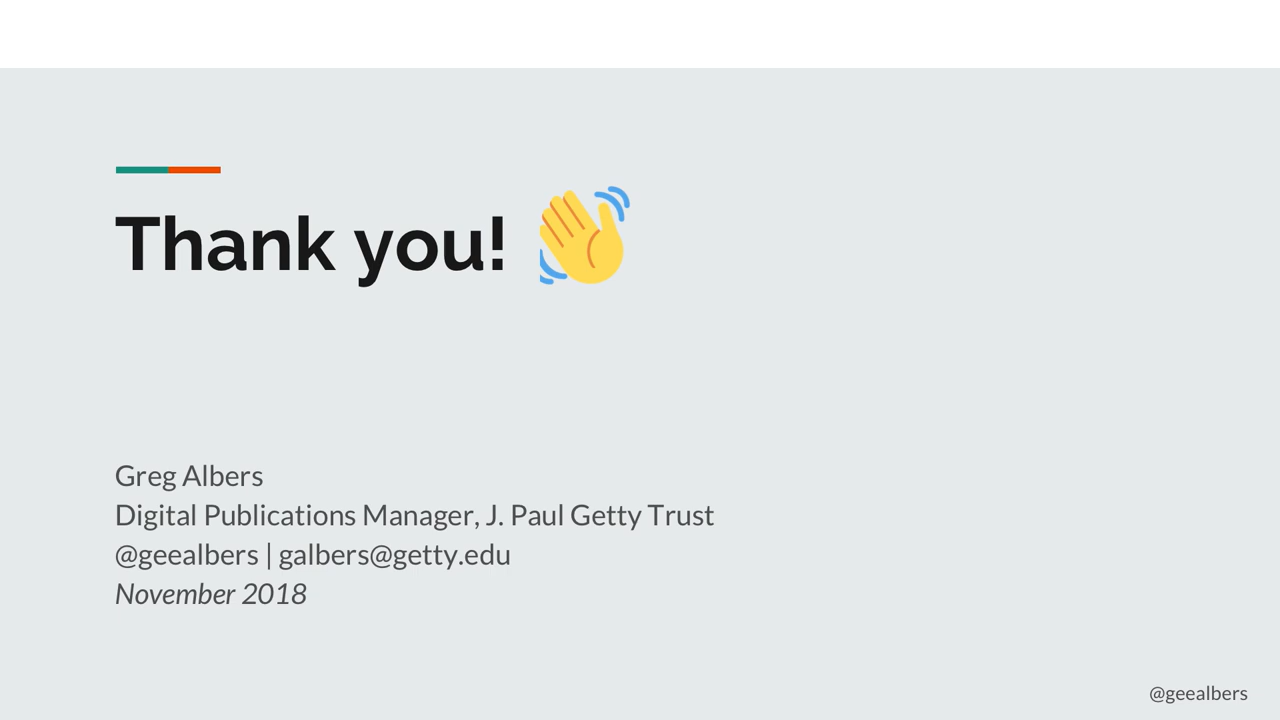 Thank you! 👋
Greg Albers
Digital Publications Manager, J. Paul Getty Trust
@geealbers | galbers@getty.edu
November 2018
@geealbers